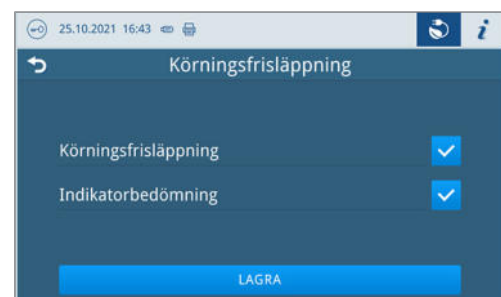 25.10.2021 16:43
Körningsfrisläppning
Körningsfrisläppning
Indikatorbedömning
LAGRA